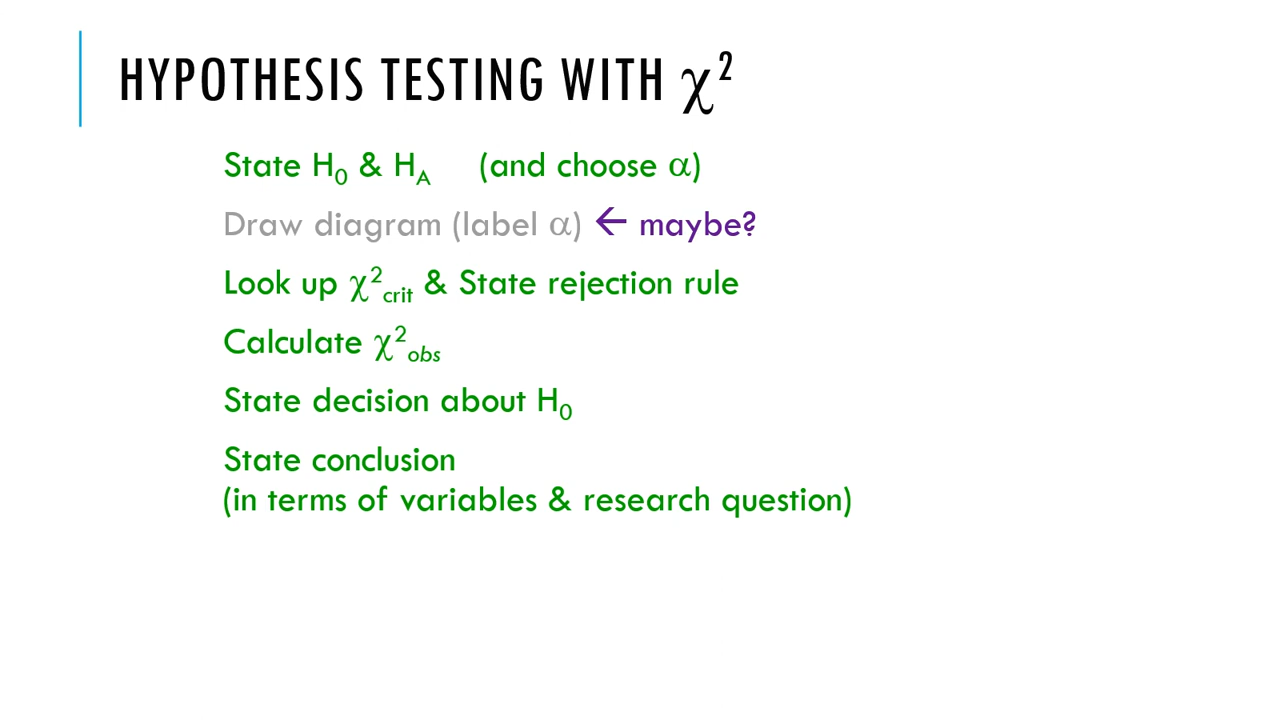 HYPOTHESIS TESTING WITH χ²
State H₀ & Hₐ (and choose α)
Draw diagram (label α) ← maybe?
Look up χ²crit & State rejection rule
Calculate χ²obs
State decision about H₀
State conclusion
(in terms of variables & research question)